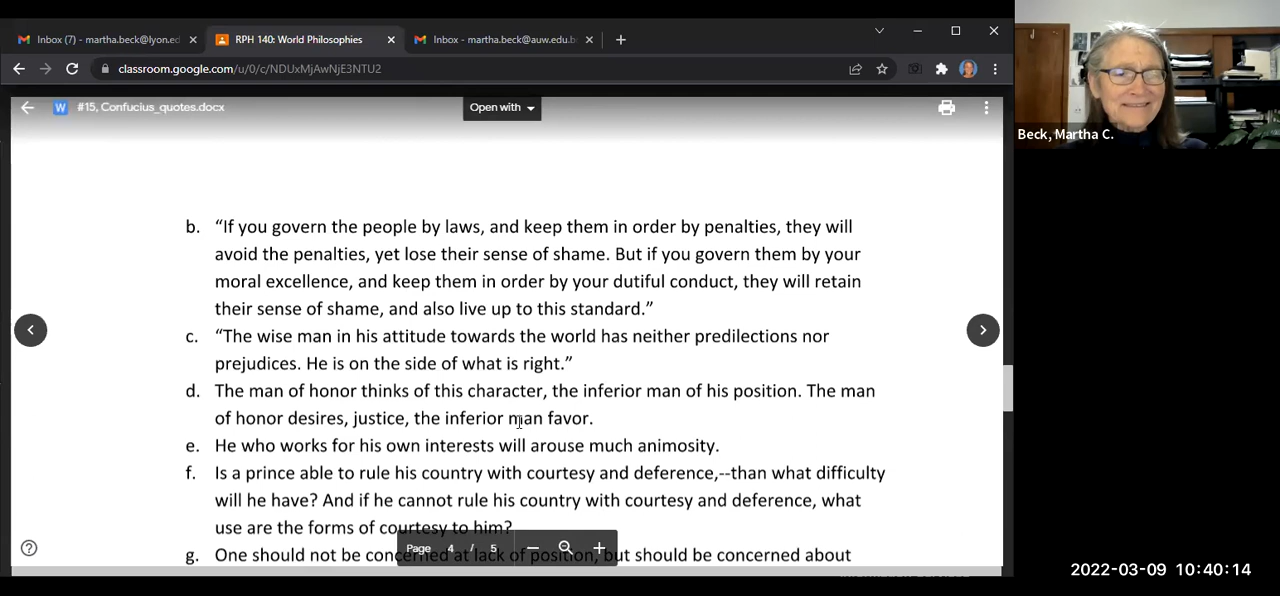 Inbox (7) - martha.beck@lyon.ed
RPH 140: World Philosophies
Inbox - martha.beck@auw.edu.b
classroom.google.com/u/0/c/NDUxMjAwNjE3NTU2
W #15, Confucius_quotes.docx
Open with
Beck, Martha C.
b. “If you govern the people by laws, and keep them in order by penalties, they will
avoid the penalties, yet lose their sense of shame. But if you govern them by your
moral excellence, and keep them in order by your dutiful conduct, they will retain
their sense of shame, and also live up to this standard.”
c. “The wise man in his attitude towards the world has neither predilections nor
prejudices. He is on the side of what is right.”
d. The man of honor thinks of this character, the inferior man of his position. The man
of honor desires, justice, the inferior man favor.
e. He who works for his own interests will arouse much animosity.
f. Is a prince able to rule his country with courtesy and deference,--than what difficulty
will he have? And if he cannot rule his country with courtesy and deference, what
use are the forms of courtesy to him?
g. One should not be concerned at lack of position, but should be concerned about
Page 4 / 5
2022-03-09 10:40:14